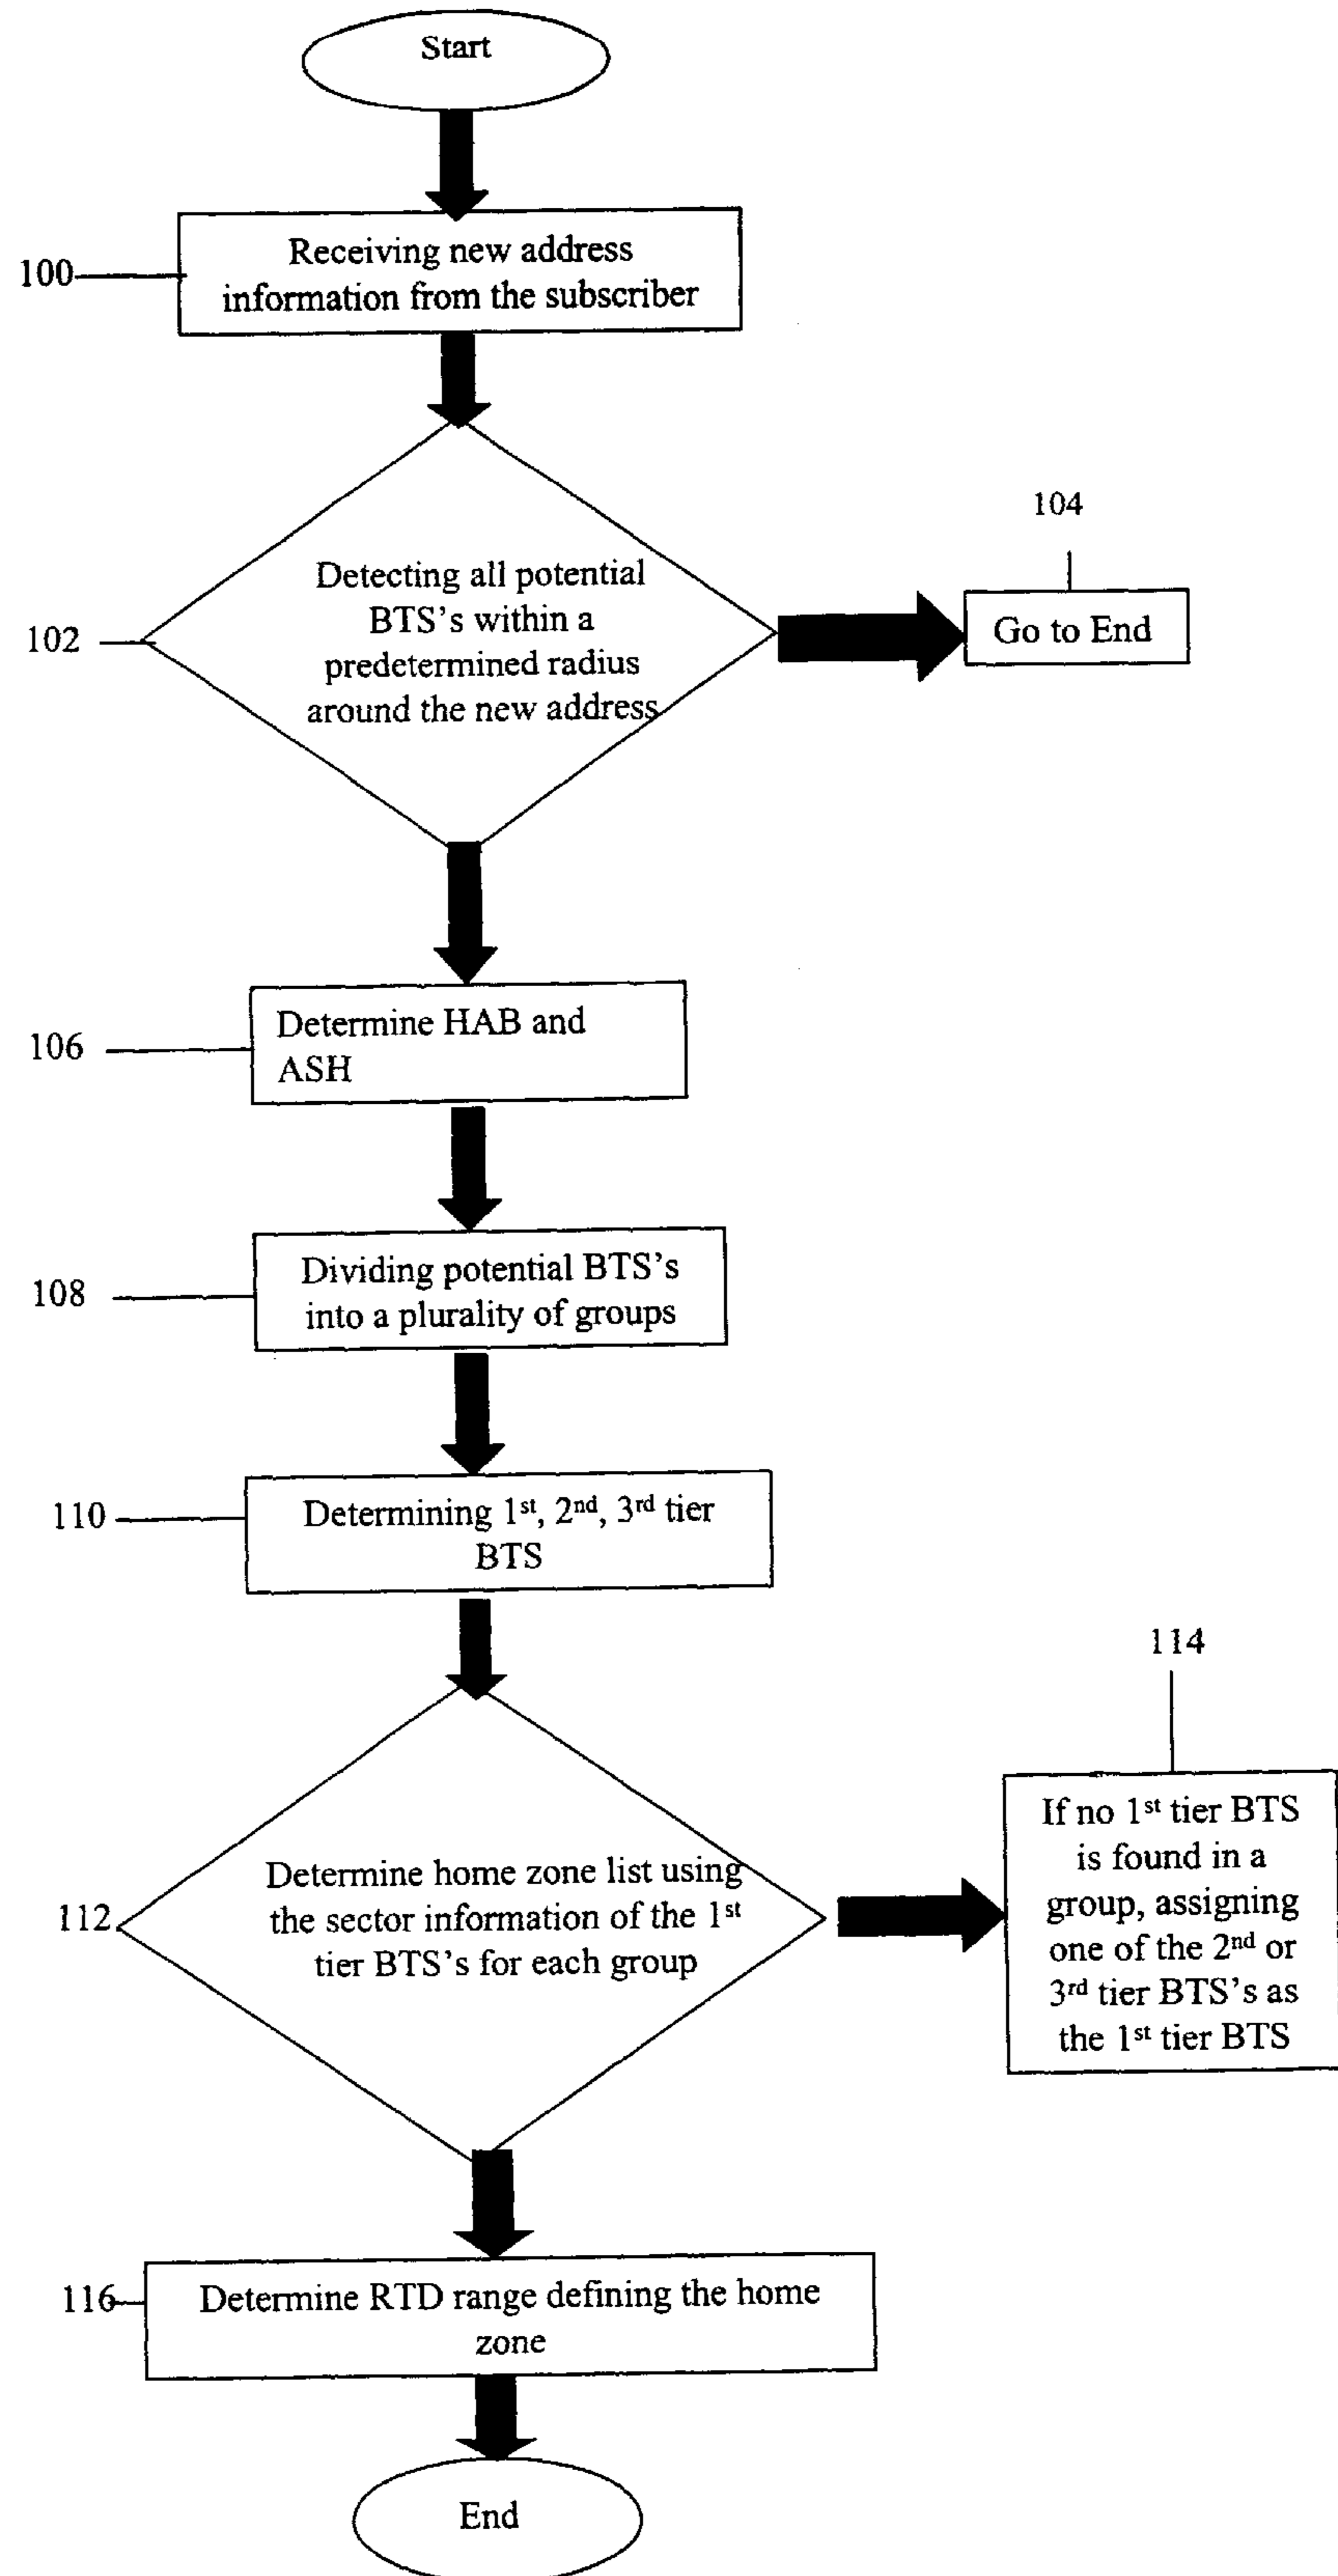 Start
100
Receiving new address
information from the subscriber
104
102
Detecting all potential
BTS's within a
predetermined radius
around the new address
Go to End
106
Determine HAB and
ASH
108
Dividing potential BTS's
into a plurality of groups
110
Determining 1st, 2nd, 3rd tier
BTS
114
112
Determine home zone list using
the sector information of the 1st
tier BTS's for each group
If no 1st tier BTS
is found in a
group, assigning
one of the 2nd or
3rd tier BTS's as
the 1st tier BTS
116
Determine RTD range defining the home
zone
End